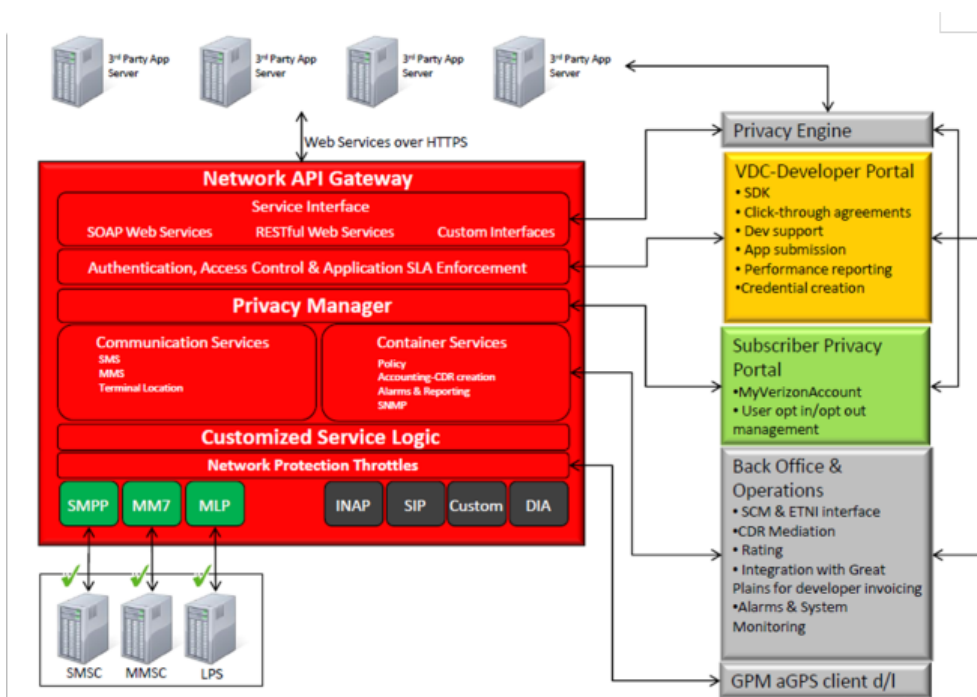 3rd Party App
Server
3rd Party App
Server
3rd Party App
Server
3rd Party App
Server
Web Services over HTTPS
Network API Gateway
Service Interface
SOAP Web Services
RESTful Web Services
Custom Interfaces
Authentication, Access Control & Application SLA Enforcement
Privacy Manager
Communication Services
SMS
MMS
Terminal Location
Container Services
Policy
Accounting-CDR creation
Alarms & Reporting
SNMP
Customized Service Logic
Network Protection Throttles
SMPP
MM7
MLP
INAP
SIP
Custom
DIA
SMSC
MMSC
LPS
Privacy Engine
VDC-Developer Portal
• SDK
• Click-through agreements
• Dev support
• App submission
• Performance reporting
•Credential creation
Subscriber Privacy
Portal
•MyVerizonAccount
• User opt in/opt out
management
Back Office &
Operations
• SCM & ETNI interface
•CDR Mediation
• Rating
• Integration with Great
Plains for developer invoicing
•Alarms & System
Monitoring
GPM aGPS client d/l